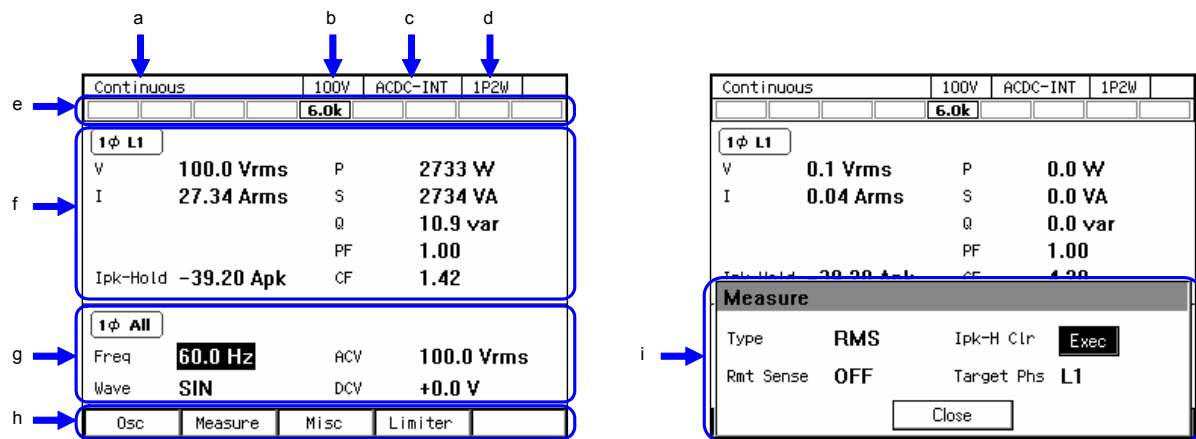 a b c d
Continuous 100V ACDC-INT 1P2W
e 6.0k
1φ L1
V 100.0 Vrms P 2733 W
f I 27.34 Arms S 2734 VA
Q 10.9 var
PF 1.00
Ipk-Hold -39.20 Apk CF 1.42
1φ All
g Freq 60.0 Hz ACV 100.0 Vrms
Wave SIN DCV +0.0 V
h Osc Measure Misc Limiter
Continuous 100V ACDC-INT 1P2W
6.0k
1φ L1
V 0.1 Vrms P 0.0 W
I 0.04 Arms S 0.0 VA
Q 0.0 var
PF 1.00
Measure
i Type RMS Ipk-H Clr Exec
Rmt Sense OFF Target Phs L1
Close